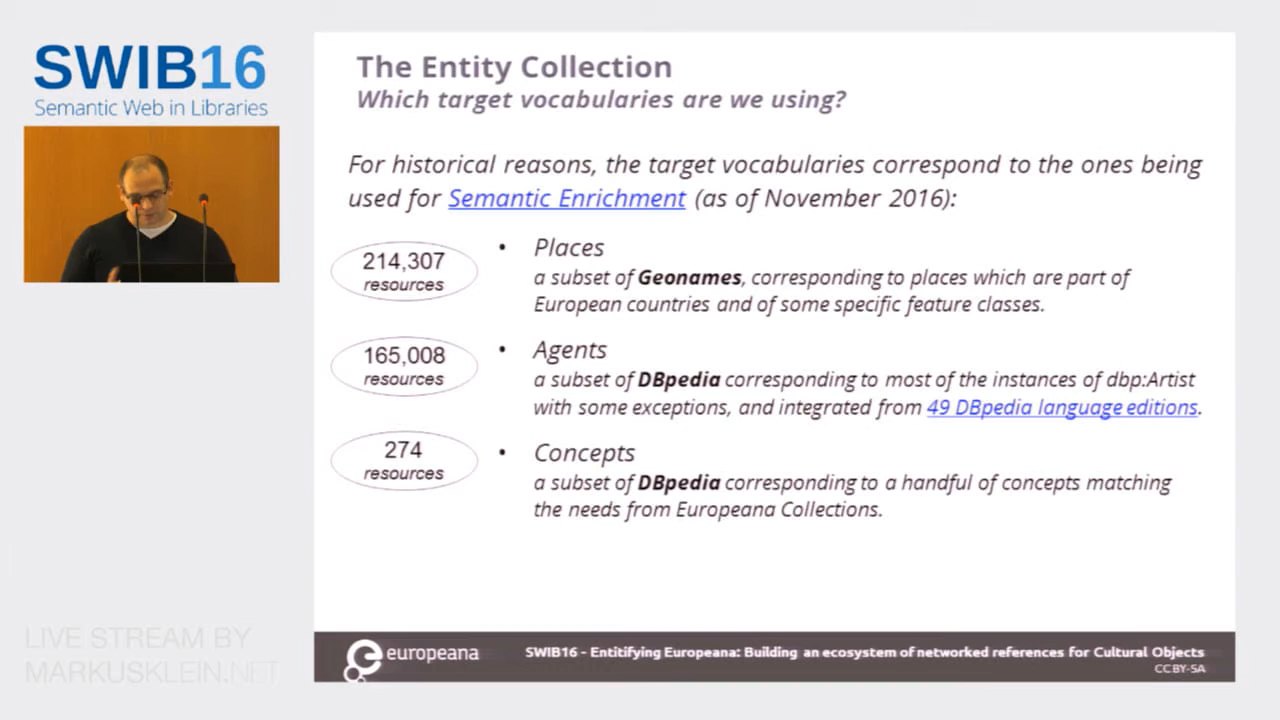 SWIB16
Semantic Web in Libraries
The Entity Collection
Which target vocabularies are we using?
For historical reasons, the target vocabularies correspond to the ones being
used for Semantic Enrichment (as of November 2016):
214,307
resources
• Places
a subset of Geonames, corresponding to places which are part of
European countries and of some specific feature classes.
165,008
resources
• Agents
a subset of DBpedia corresponding to most of the instances of dbp:Artist
with some exceptions, and integrated from 49 DBpedia language editions.
274
resources
• Concepts
a subset of DBpedia corresponding to a handful of concepts matching
the needs from Europeana Collections.
LIVE STREAM BY
MARKUSKLEIN.NET
europeana
SWIB16 - Entitifying Europeana: Building an ecosystem of networked references for Cultural Objects
CC BY-SA